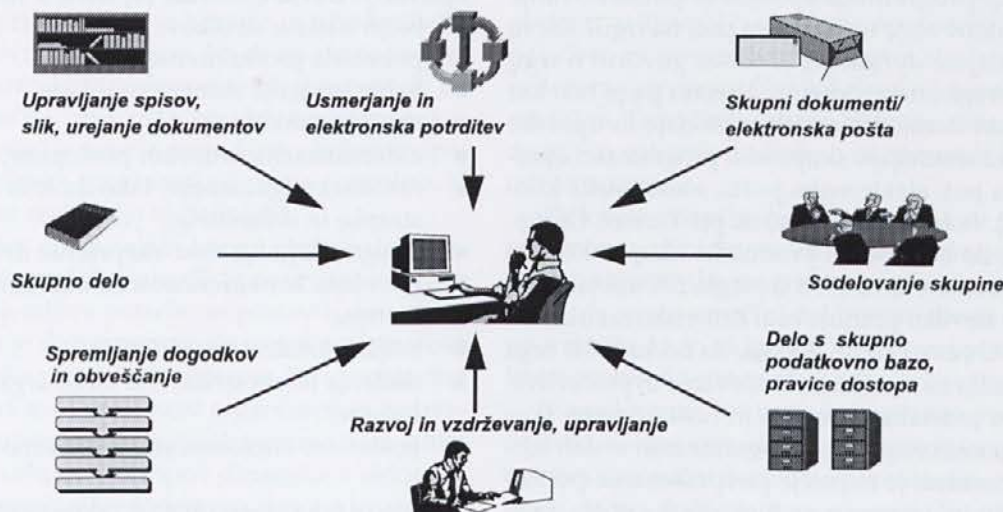 Upravljanje spisov,
slik, urejanje dokumentov
Usmerjanje in
elektronska potrditev
Skupni dokumenti/
elektronska pošta
Skupno delo
Sodelovanje skupine
Spremljanje dogodkov
in obveščanje
Razvoj in vzdrževanje, upravljanje
Delo s skupno
podatkovno bazo,
pravice dostopa